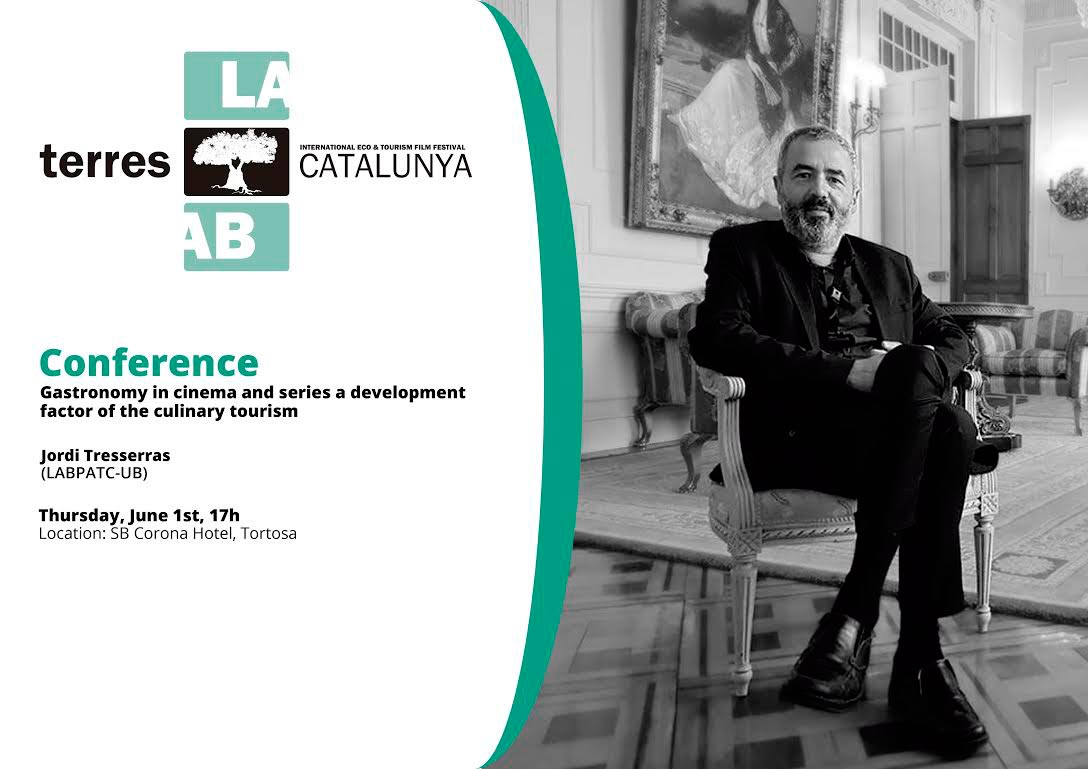 LA
terres
INTERNATIONAL ECO & TOURISM FILM FESTIVAL
CATALUNYA
AB
Conference
Gastronomy in cinema and series a development
factor of the culinary tourism
Jordi Tresserras
(LABPATC-UB)
Thursday, June 1st, 17h
Location: SB Corona Hotel, Tortosa